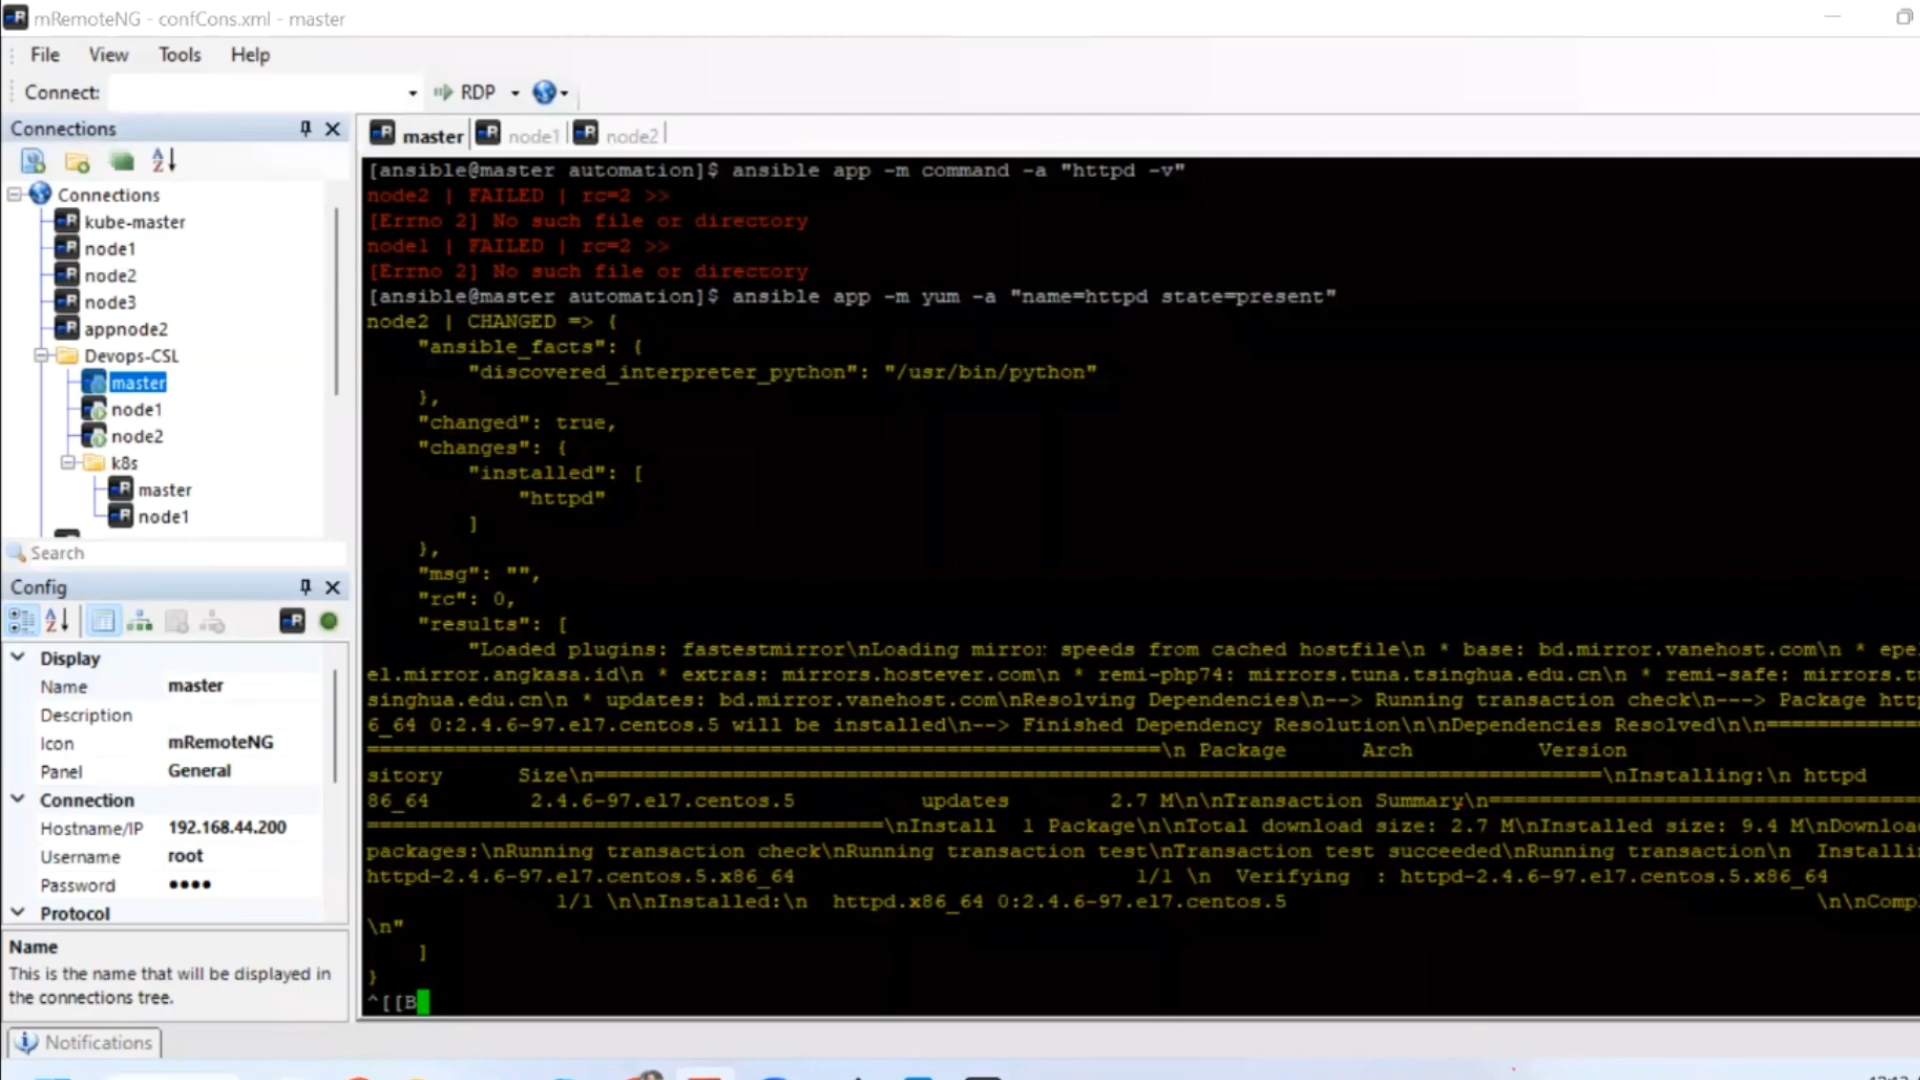 mRemoteNG - confCons.xml - master
File View Tools Help
Connect: RDP
Connections
Connections
kube-master
node1
node2
node3
appnode2
Devops-CSL
master
node1
node2
k8s
master
node1
Search
Config
Display
Name master
Description
Icon mRemoteNG
Panel General
Connection
Hostname/IP 192.168.44.200
Username root
Password ••••
Protocol
Name
This is the name that will be displayed in
the connections tree.
Notifications
master node1 node2
[ansible@master automation]$ ansible app -m command -a "httpd -v"
node2 | FAILED | rc=2 >>
[Errno 2] No such file or directory
node1 | FAILED | rc=2 >>
[Errno 2] No such file or directory
[ansible@master automation]$ ansible app -m yum -a "name=httpd state=present"
node2 | CHANGED => {
"ansible_facts": {
"discovered_interpreter_python": "/usr/bin/python"
},
"changed": true,
"changes": {
"installed": [
"httpd"
]
},
"msg": "",
"rc": 0,
"results": [
"Loaded plugins: fastestmirror\nLoading mirror speeds from cached hostfile\n * base: bd.mirror.vanehost.com\n * epe
el.mirror.angkasa.id\n * extras: mirrors.hostever.com\n * remi-php74: mirrors.tuna.tsinghua.edu.cn\n * remi-safe: mirrors.t
singhua.edu.cn\n * updates: bd.mirror.vanehost.com\nResolving Dependencies\n--> Running transaction check\n---> Package htt
6_64 0:2.4.6-97.el7.centos.5 will be installed\n--> Finished Dependency Resolution\n\nDependencies Resolved\n\n============
===============================================================\n Package Arch Version
sitory Size\n================================================================================\nInstalling:\n httpd
86_64 2.4.6-97.el7.centos.5 updates 2.7 M\n\nTransaction Summary\n==================================
=========================================\nInstall 1 Package\n\nTotal download size: 2.7 M\nInstalled size: 9.4 M\nDownloa
packages:\nRunning transaction check\nRunning transaction test\nTransaction test succeeded\nRunning transaction\n Installi
httpd-2.4.6-97.el7.centos.5.x86_64 1/1 \n Verifying : httpd-2.4.6-97.el7.centos.5.x86_64
1/1 \n\nInstalled:\n httpd.x86_64 0:2.4.6-97.el7.centos.5 \n\nComp
\n"
]
}
^[[B